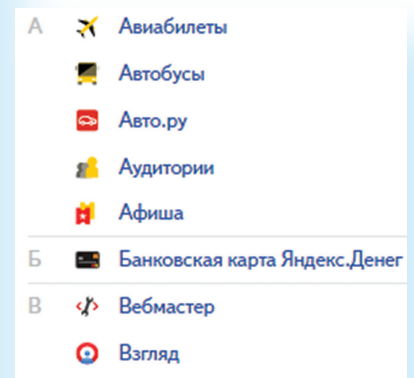 А Авиабилеты
Автобусы
Авто.ру
Аудитории
Афиша
Б Банковская карта Яндекс.Денег
В Вебмастер
Взгляд